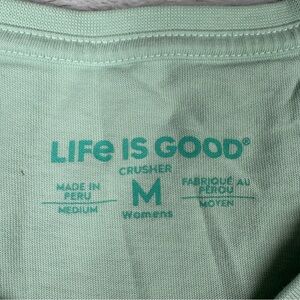 LIFe IS GOOD®
CRUSHER
MADE IN
PERU
MEDIUM
M
Womens
FABRIQUÉ AU
PÉROU
MOYEN